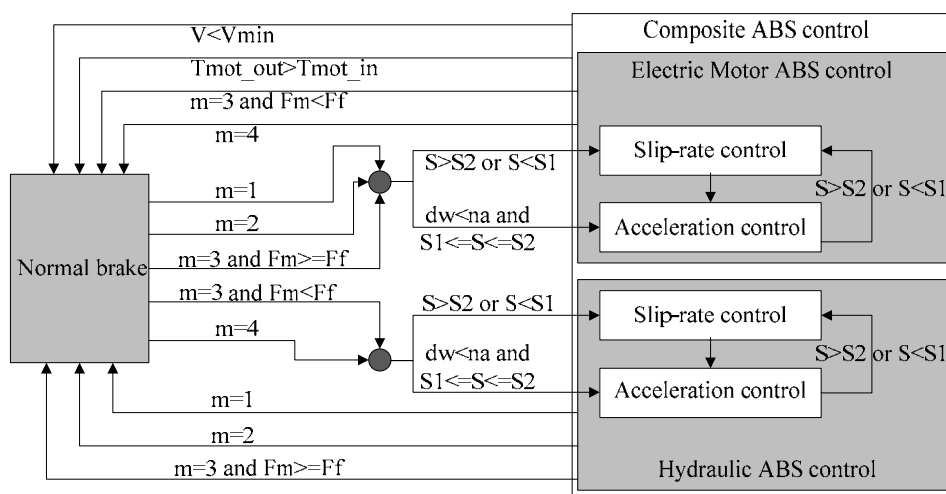 Composite ABS control
V<Vmin
Electric Motor ABS control
Tmot_out>Tmot_in
m=3 and Fm<Ff
m=4
Slip-rate control
S>S2 or S<S1
S>S2 or S<S1
m=1
m=2
dw<na and
S1<=S<=S2
Acceleration control
Normal brake
m=3 and Fm>=Ff
m=3 and Fm<Ff
S>S2 or S<S1
Slip-rate control
m=4
dw<na and
S1<=S<=S2
S>S2 or S<S1
Acceleration control
m=1
m=2
m=3 and Fm>=Ff
Hydraulic ABS control